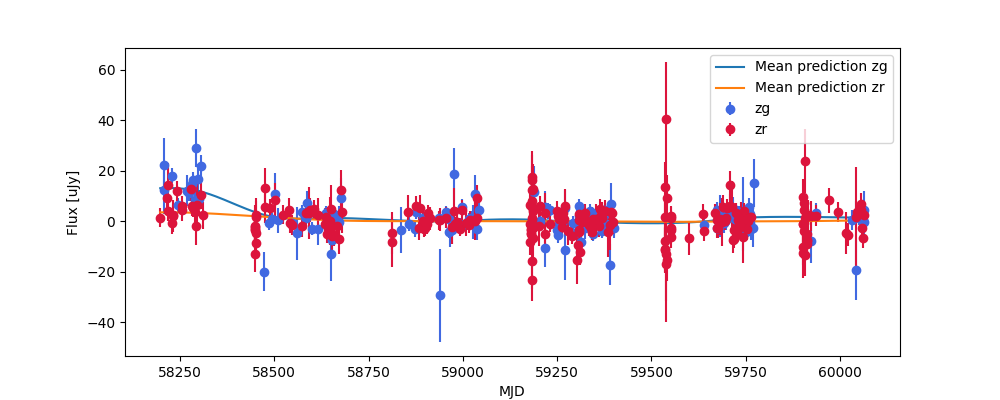 60
40
20
0
−20
−40
Flux [uJy]
58250
58500
58750
59000
59250
59500
59750
60000
MJD
Mean prediction zg
Mean prediction zr
zg
zr